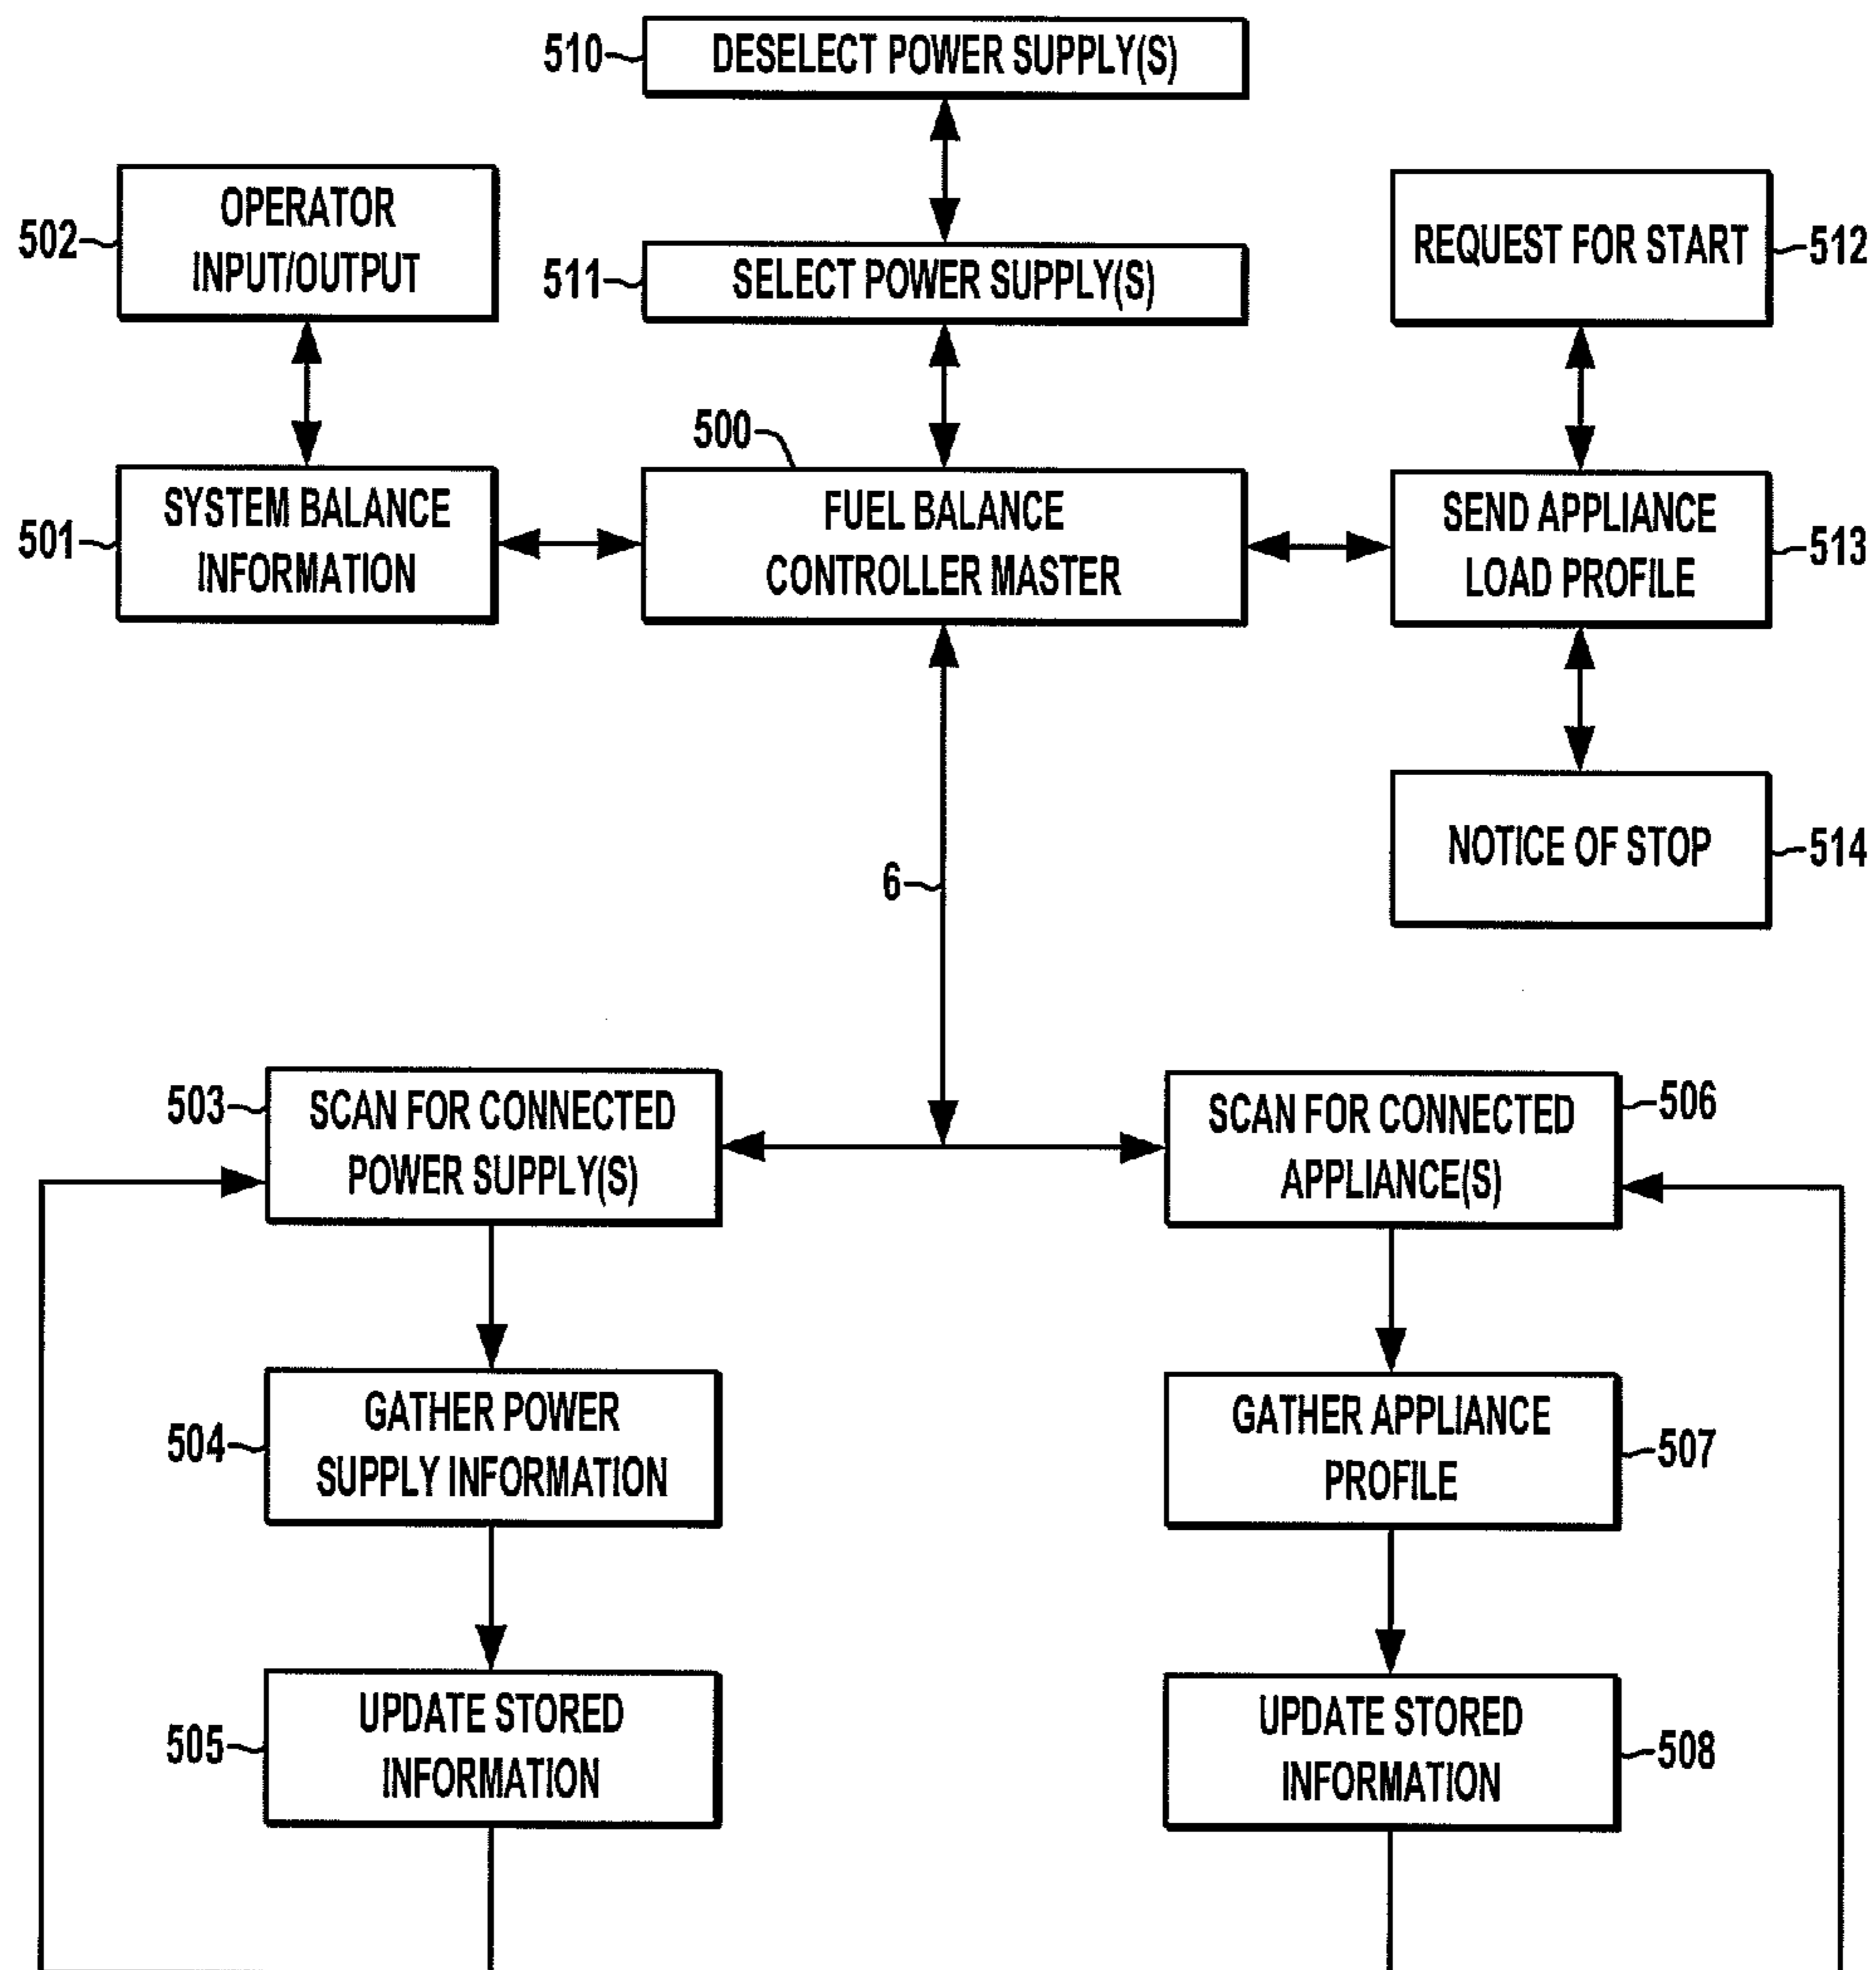 510
DESELECT POWER SUPPLY(S)
502
OPERATOR
INPUT/OUTPUT
511
SELECT POWER SUPPLY(S)
REQUEST FOR START
512
500
501
SYSTEM BALANCE
INFORMATION
FUEL BALANCE
CONTROLLER MASTER
SEND APPLIANCE
LOAD PROFILE
513
6
NOTICE OF STOP
514
503
SCAN FOR CONNECTED
POWER SUPPLY(S)
SCAN FOR CONNECTED
APPLIANCE(S)
506
504
GATHER POWER
SUPPLY INFORMATION
GATHER APPLIANCE
PROFILE
507
505
UPDATE STORED
INFORMATION
UPDATE STORED
INFORMATION
508